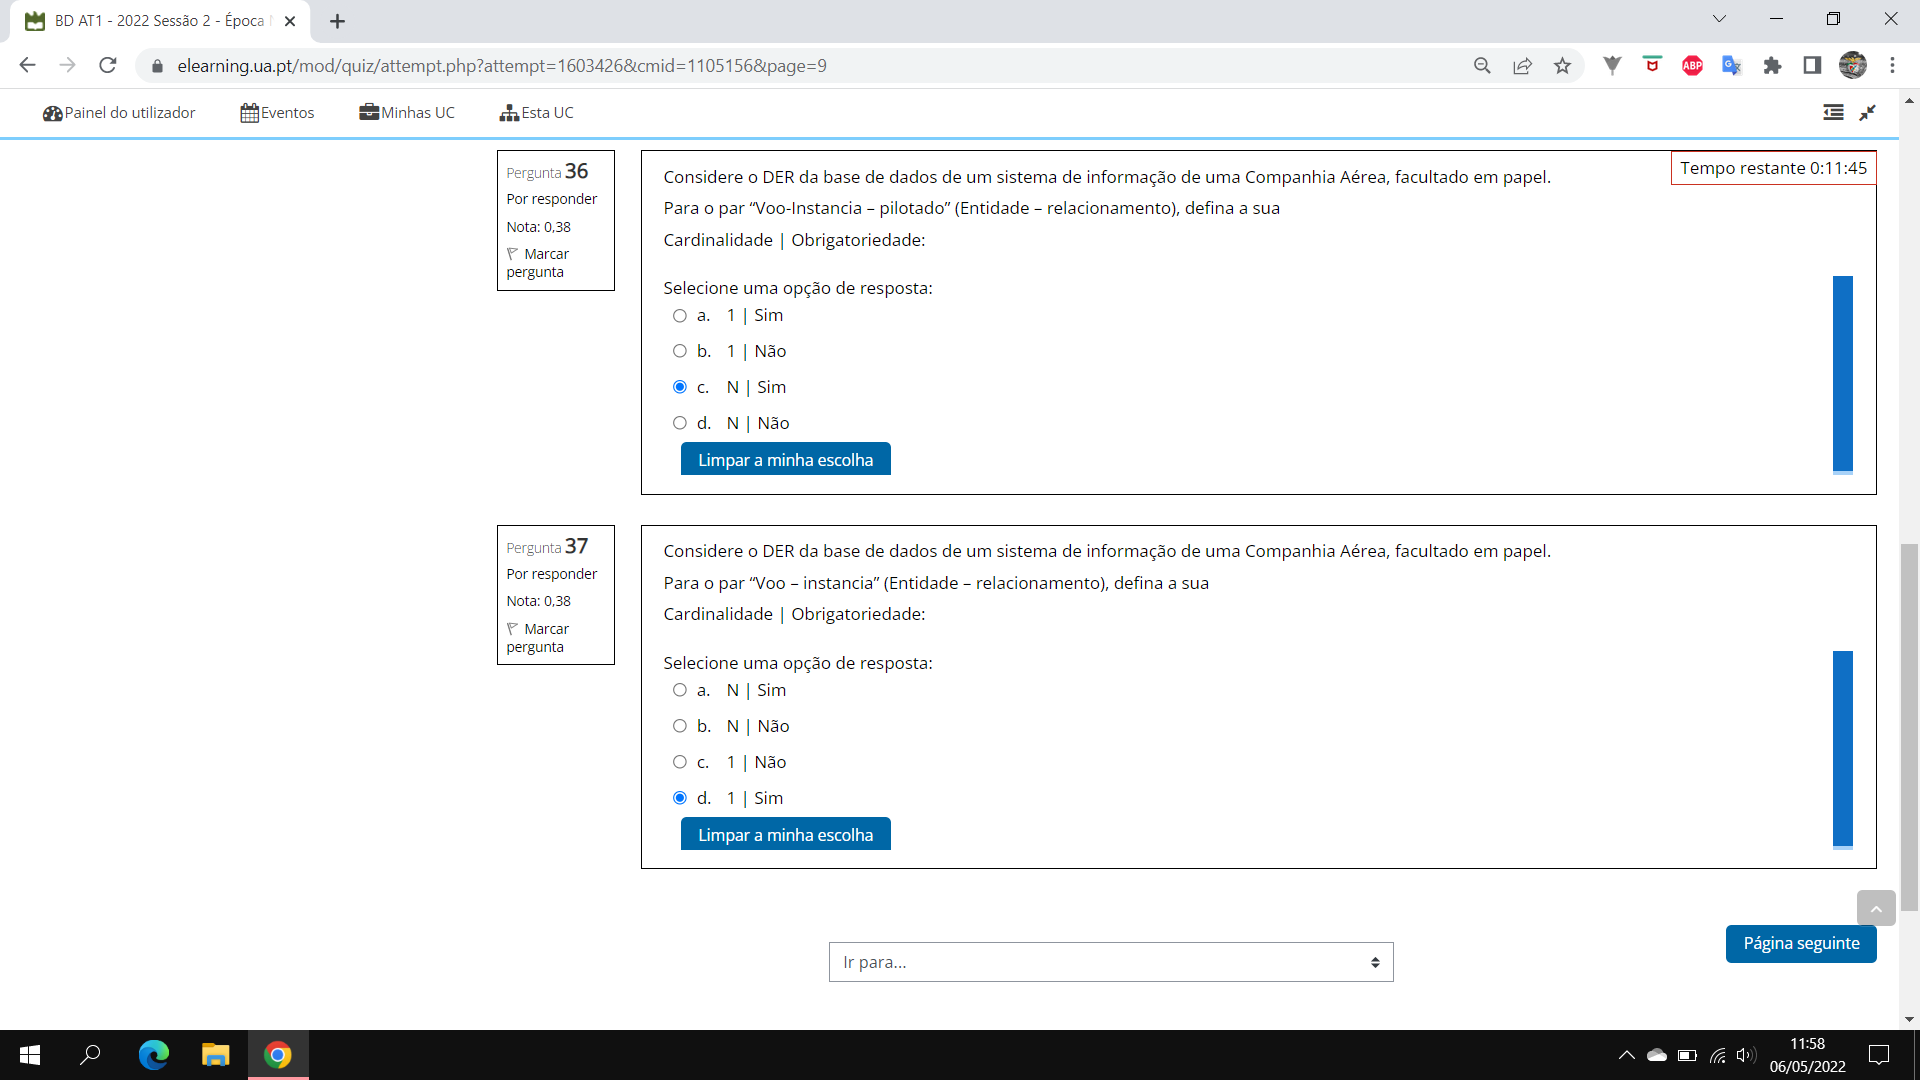 BD AT1 - 2022 Sessão 2 - Época
elearning.ua.pt/mod/quiz/attempt.php?attempt=1603426&cmid=1105156&page=9
ABP
Painel do utilizador
Eventos
Minhas UC
Esta UC
Tempo restante 0:11:45
Pergunta 36
Por responder
Nota: 0,38
Marcar
pergunta
Considere o DER da base de dados de um sistema de informação de uma Companhia Aérea, facultado em papel.
Para o par “Voo-Instancia – pilotado” (Entidade – relacionamento), defina a sua
Cardinalidade | Obrigatoriedade:
Selecione uma opção de resposta:
a. 1 | Sim
b. 1 | Não
c. N | Sim
d. N | Não
Limpar a minha escolha
Pergunta 37
Por responder
Nota: 0,38
Marcar
pergunta
Considere o DER da base de dados de um sistema de informação de uma Companhia Aérea, facultado em papel.
Para o par “Voo – instancia” (Entidade – relacionamento), defina a sua
Cardinalidade | Obrigatoriedade:
Selecione uma opção de resposta:
a. N | Sim
b. N | Não
c. 1 | Não
d. 1 | Sim
Limpar a minha escolha
Ir para...
Página seguinte
11:58
06/05/2022